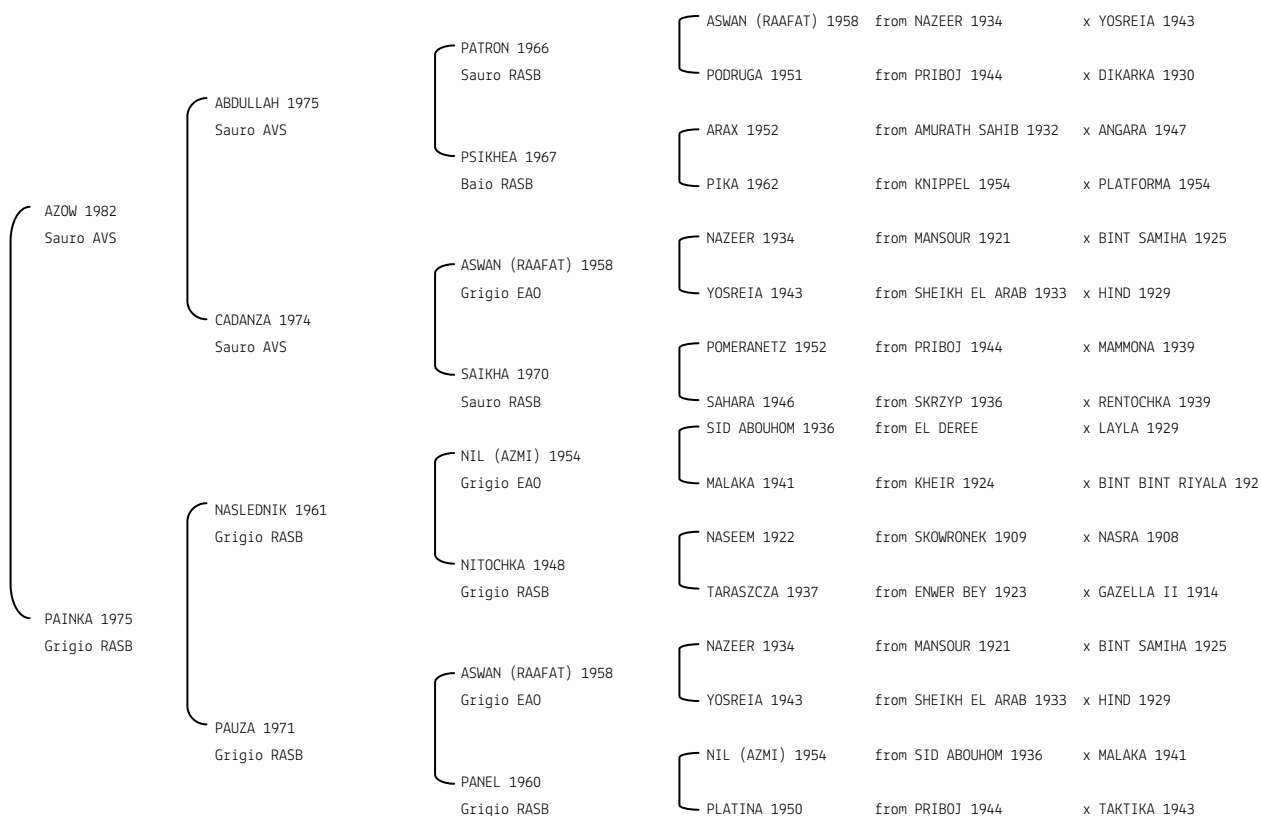 ASWAN (RAAFAT) 1958 from NAZEER 1934 x YOSREIA 1943
PATRON 1966
Sauro RASB
PODRUGA 1951 from PRIBOJ 1944 x DIKARKA 1930
ABDULLAH 1975
Sauro AVS
ARAX 1952 from AMURATH SAHIB 1932 x ANGARA 1947
PSIKHEA 1967
Baio RASB
PIKA 1962 from KNIPPEL 1954 x PLATFORMA 1954
AZOW 1982
Sauro AVS
NAZEER 1934 from MANSOUR 1921 x BINT SAMIHA 1925
ASWAN (RAAFAT) 1958
Grigio EAO
YOSREIA 1943 from SHEIKH EL ARAB 1933 x HIND 1929
CADANZA 1974
Sauro AVS
POMERANETZ 1952 from PRIBOJ 1944 x MAMMONA 1939
SAIKHA 1970
Sauro RASB
SAHARA 1946 from SKRZYP 1936 x RENTOCHKA 1939
SID ABOUHOM 1936 from EL DEREE x LAYLA 1929
NIL (AZMI) 1954
Grigio EAO
MALAKA 1941 from KHEIR 1924 x BINT BINT RIYALA 192
NASLEDNIK 1961
Grigio RASB
NASEEM 1922 from SKOWRONEK 1909 x NASRA 1908
NITOCHKA 1948
Grigio RASB
TARASZCZA 1937 from ENWER BEY 1923 x GAZELLA II 1914
PAINKA 1975
Grigio RASB
NAZEER 1934 from MANSOUR 1921 x BINT SAMIHA 1925
ASWAN (RAAFAT) 1958
Grigio EAO
YOSREIA 1943 from SHEIKH EL ARAB 1933 x HIND 1929
PAUZA 1971
Grigio RASB
NIL (AZMI) 1954 from SID ABOUHOM 1936 x MALAKA 1941
PANEL 1960
Grigio RASB
PLATINA 1950 from PRIBOJ 1944 x TAKTIKA 1943